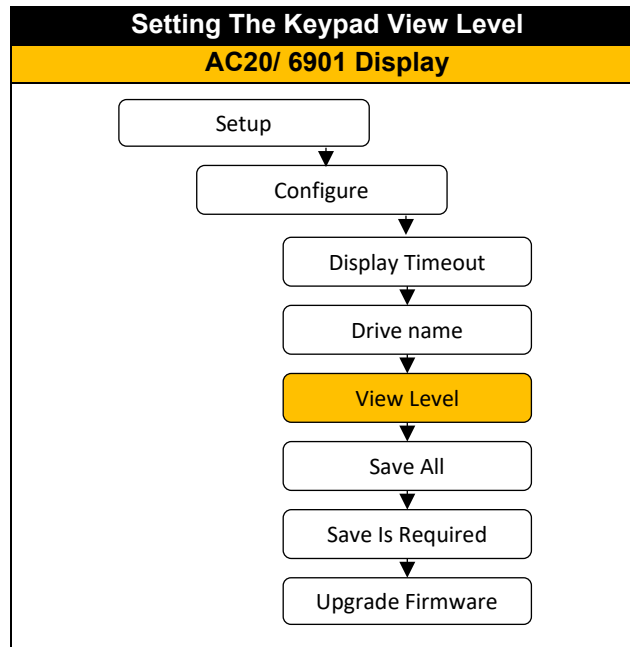 Setting The Keypad View Level
AC20/ 6901 Display
Setup
Configure
Display Timeout
Drive name
View Level
Save All
Save Is Required
Upgrade Firmware